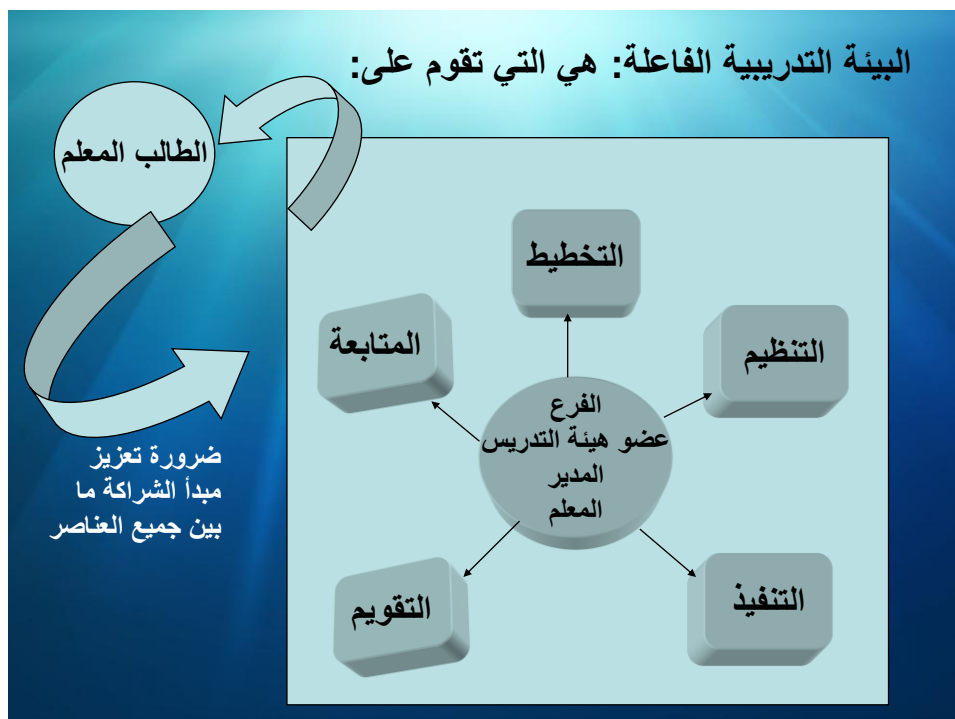 البيئة التدريبية الفاعلة: هي التي تقوم على:
الطالب المعلم
التخطيط
المتابعة
التنظيم
الفرع
عضو هيئة التدريس
المدير
المعلم
ضرورة تعزيز
مبدأ الشراكة ما
بين جميع العناصر
التقويم
التنفيذ